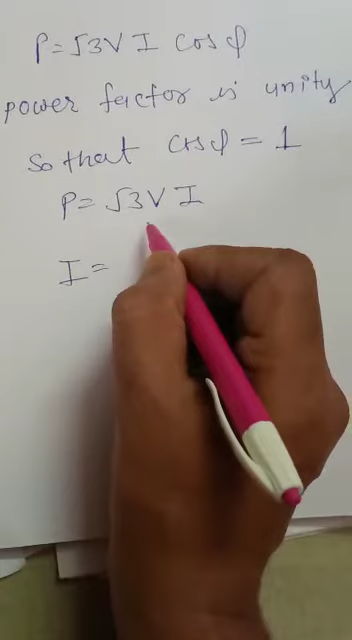 P = √3 V I cos φ
power factor is unity
So that cos φ = 1
P = √3 V I
I =